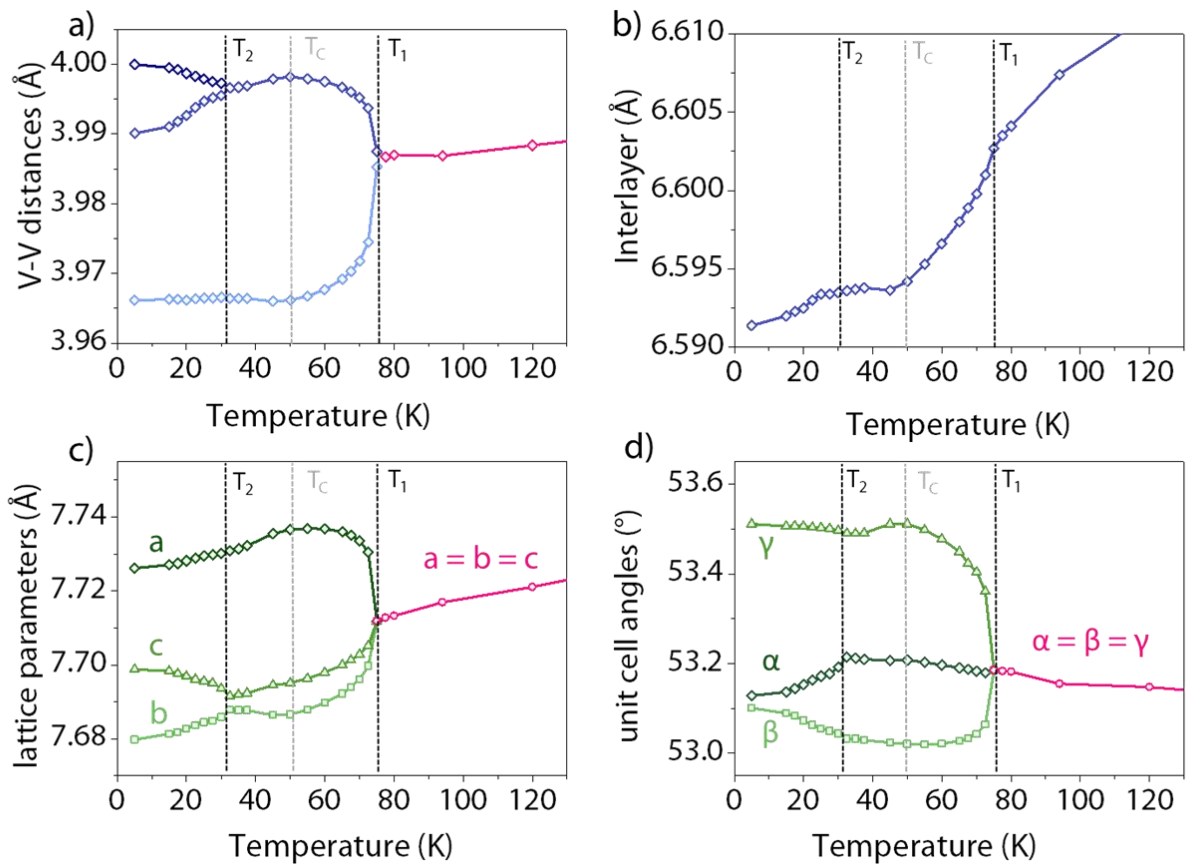 a)
T₂
T_C
T₁
4.00
3.99
3.98
3.97
3.96
V-V distances (Å)
0 20 40 60 80 100 120
Temperature (K)
b)
T₂
T_C
T₁
6.610
6.605
6.600
6.595
6.590
Interlayer (Å)
0 20 40 60 80 100 120
Temperature (K)
c)
T₂
T_C
T₁
7.74
7.72
7.70
7.68
lattice parameters (Å)
a
c
b
a = b = c
0 20 40 60 80 100 120
Temperature (K)
d)
T₂
T_C
T₁
53.6
53.4
53.2
53.0
unit cell angles (°)
γ
α
β
α = β = γ
0 20 40 60 80 100 120
Temperature (K)